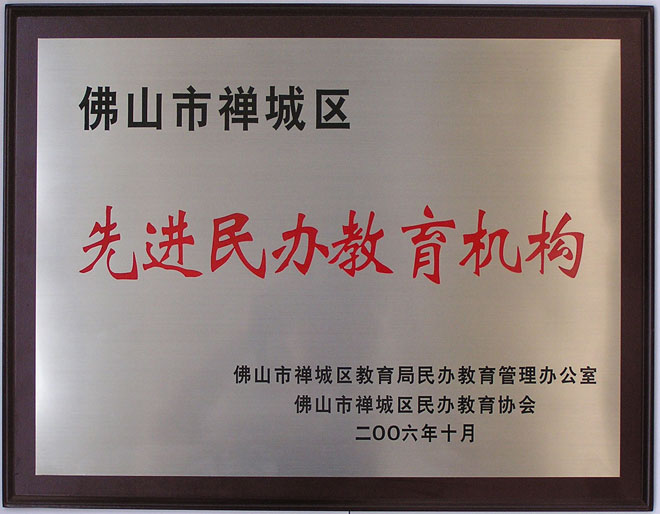 佛山市禅城区
先进民办教育机构
佛山市禅城区教育局民办教育管理办公室
佛山市禅城区民办教育协会
二〇〇六年十月